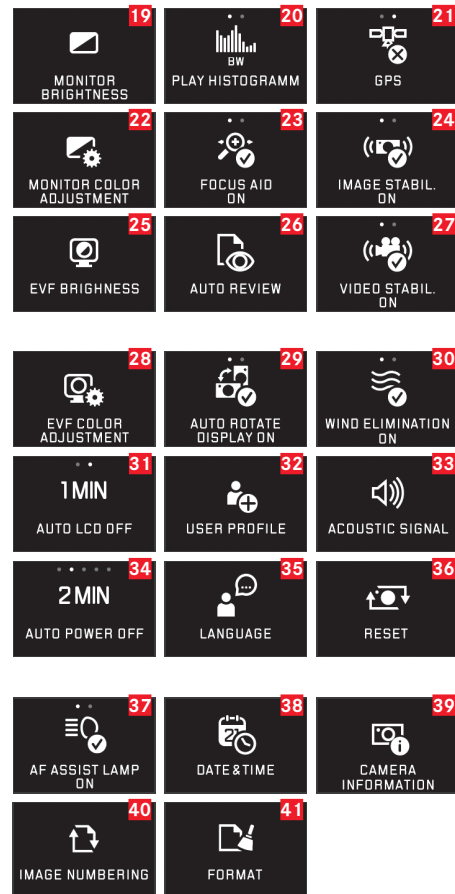 19
MONITOR
BRIGHTNESS
20
BW
PLAY HISTOGRAMM
21
GPS
22
MONITOR COLOR
ADJUSTMENT
23
FOCUS AID
ON
24
IMAGE STABIL.
ON
25
EVF BRIGHNESS
26
AUTO REVIEW
27
VIDEO STABIL.
ON
28
EVF COLOR
ADJUSTMENT
29
AUTO ROTATE
DISPLAY ON
30
WIND ELIMINATION
ON
31
1 MIN
AUTO LCD OFF
32
USER PROFILE
33
ACOUSTIC SIGNAL
34
2 MIN
AUTO POWER OFF
35
LANGUAGE
36
RESET
37
AF ASSIST LAMP
ON
38
27
DATE & TIME
39
CAMERA
INFORMATION
40
IMAGE NUMBERING
41
FORMAT